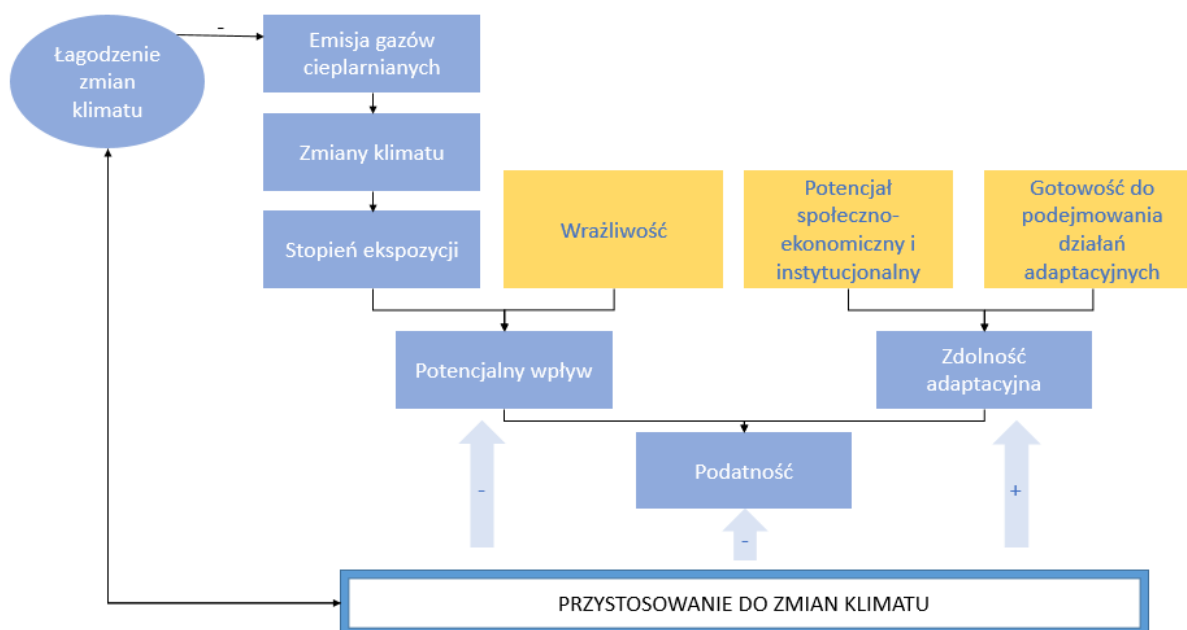 Łagodzenie
zmian
klimatu
-
Emisja gazów
cieplarnianych
Zmiany klimatu
Stopień ekspozycji
Wrażliwość
Potencjał
społeczno-
ekonomiczny i
instytucjonalny
Gotowość do
podejmowania
działań
adaptacyjnych
Potencjalny wpływ
Zdolność
adaptacyjna
Podatność
-
-
+
PRZYSTOSOWANIE DO ZMIAN KLIMATU